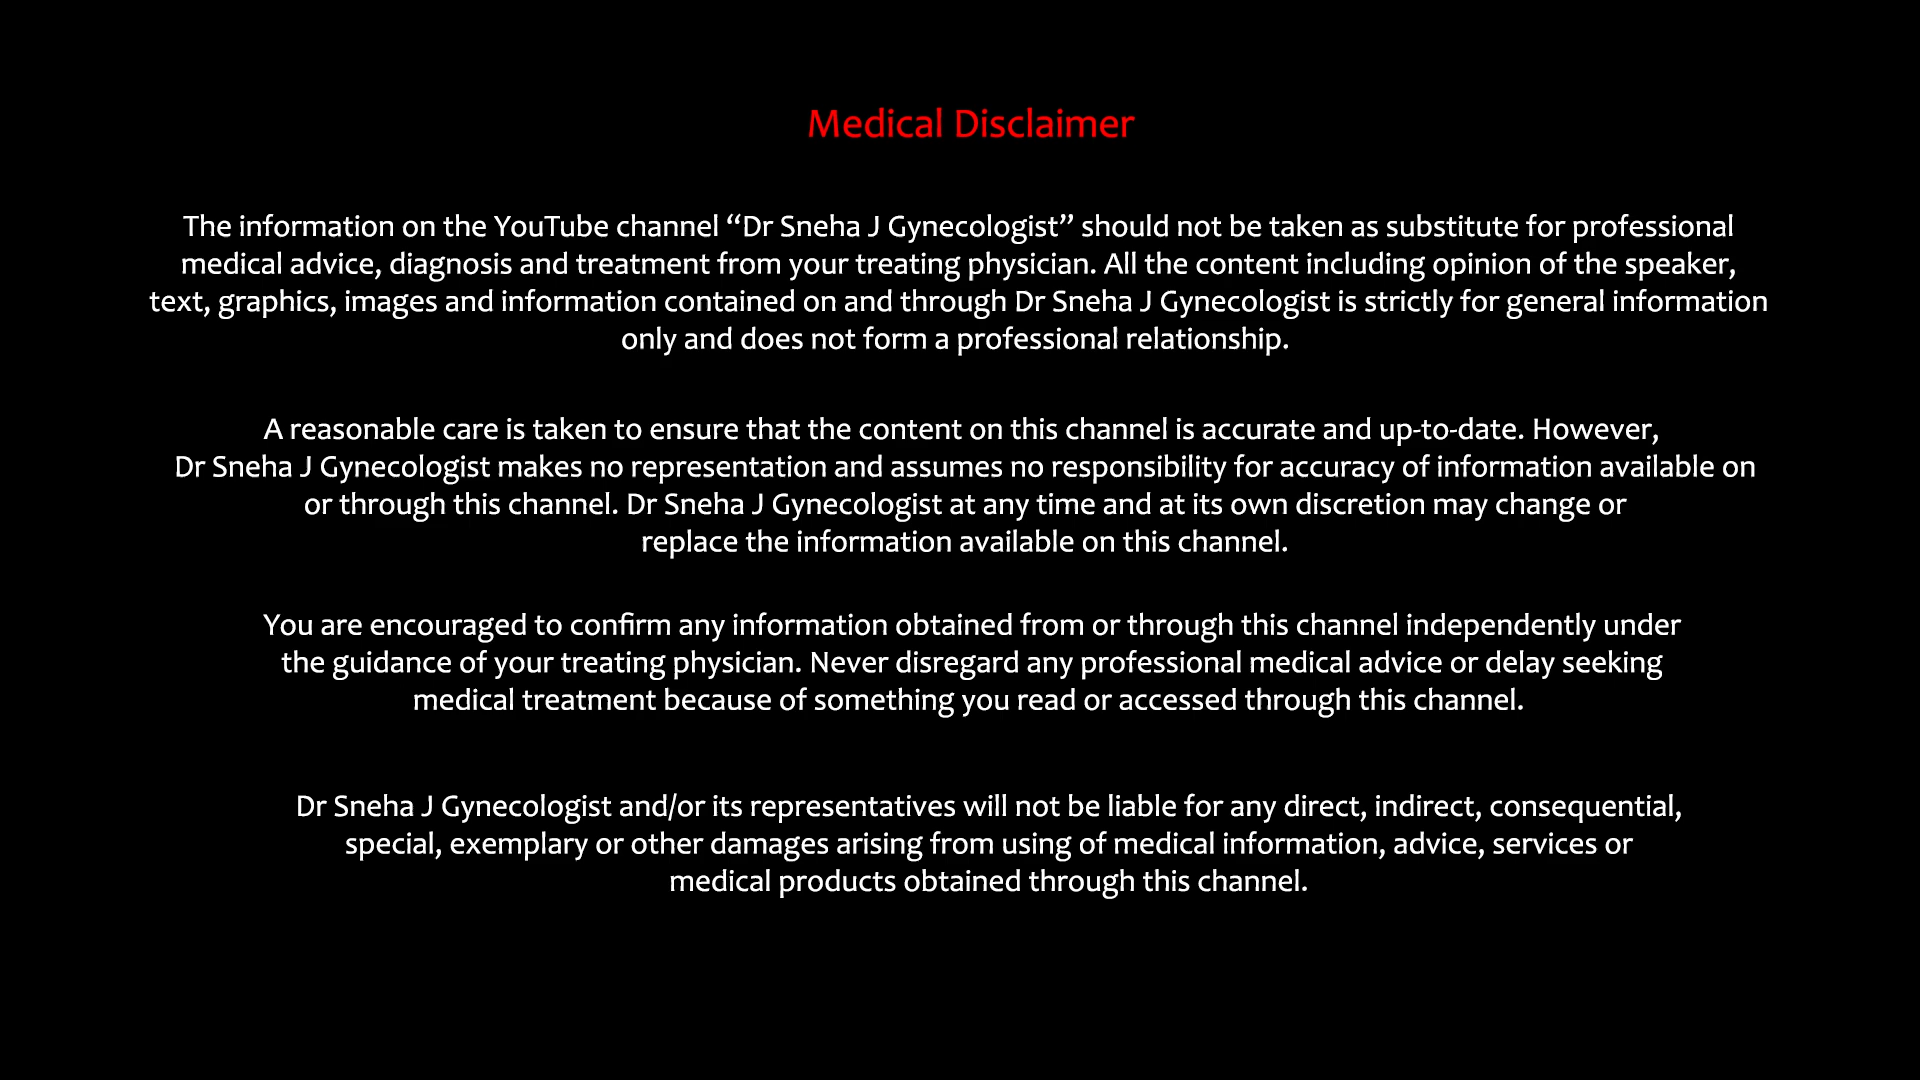 Medical Disclaimer
The information on the YouTube channel “Dr Sneha J Gynecologist” should not be taken as substitute for professional
medical advice, diagnosis and treatment from your treating physician. All the content including opinion of the speaker,
text, graphics, images and information contained on and through Dr Sneha J Gynecologist is strictly for general information
only and does not form a professional relationship.
A reasonable care is taken to ensure that the content on this channel is accurate and up-to-date. However,
Dr Sneha J Gynecologist makes no representation and assumes no responsibility for accuracy of information available on
or through this channel. Dr Sneha J Gynecologist at any time and at its own discretion may change or
replace the information available on this channel.
You are encouraged to confirm any information obtained from or through this channel independently under
the guidance of your treating physician. Never disregard any professional medical advice or delay seeking
medical treatment because of something you read or accessed through this channel.
Dr Sneha J Gynecologist and/or its representatives will not be liable for any direct, indirect, consequential,
special, exemplary or other damages arising from using of medical information, advice, services or
medical products obtained through this channel.